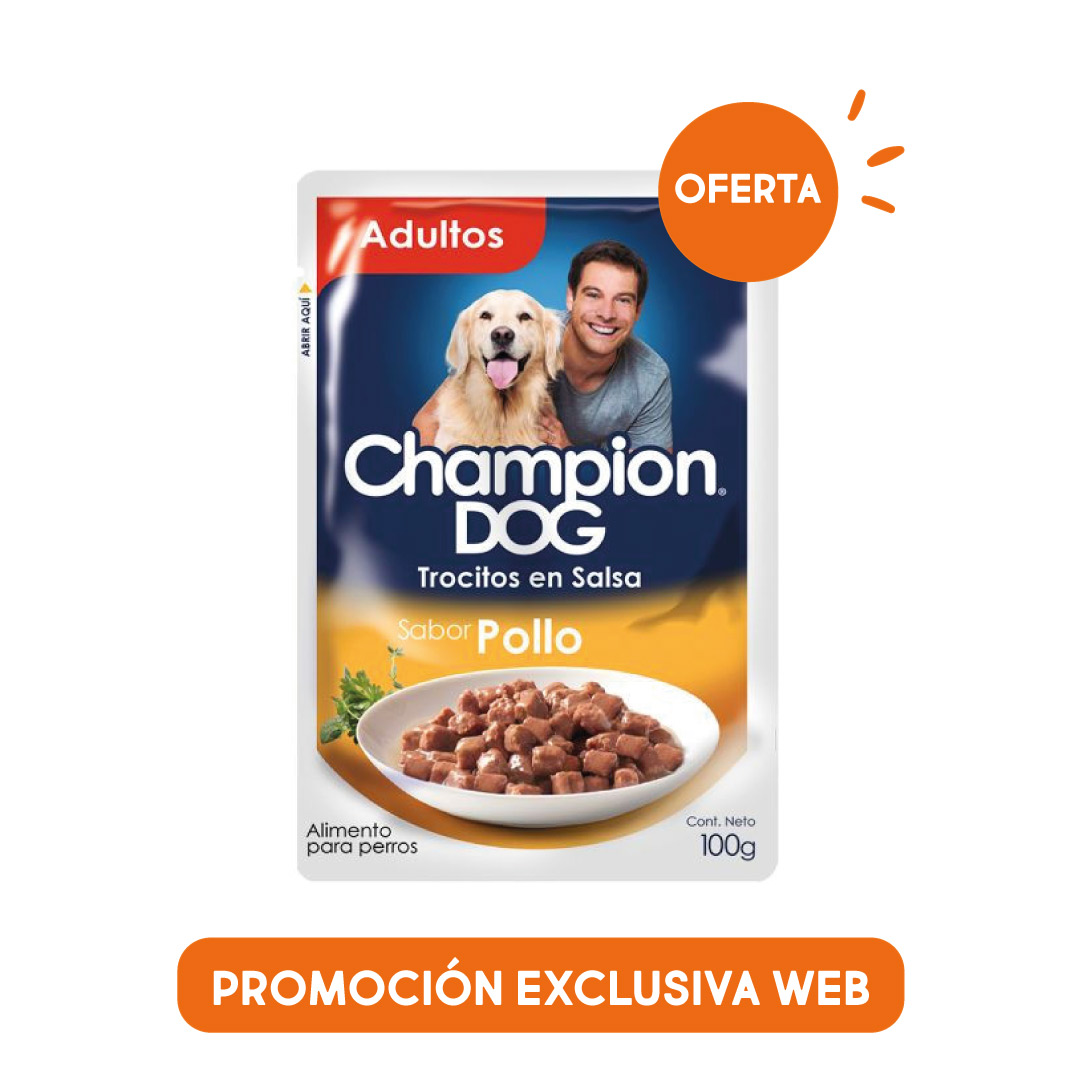 OFERTA
Adultos
ABRIR AQUÍ
Champion®
DOG
Trocitos en Salsa
Sabor Pollo
Alimento
para perros
Cont. Neto
100g
PROMOCIÓN EXCLUSIVA WEB